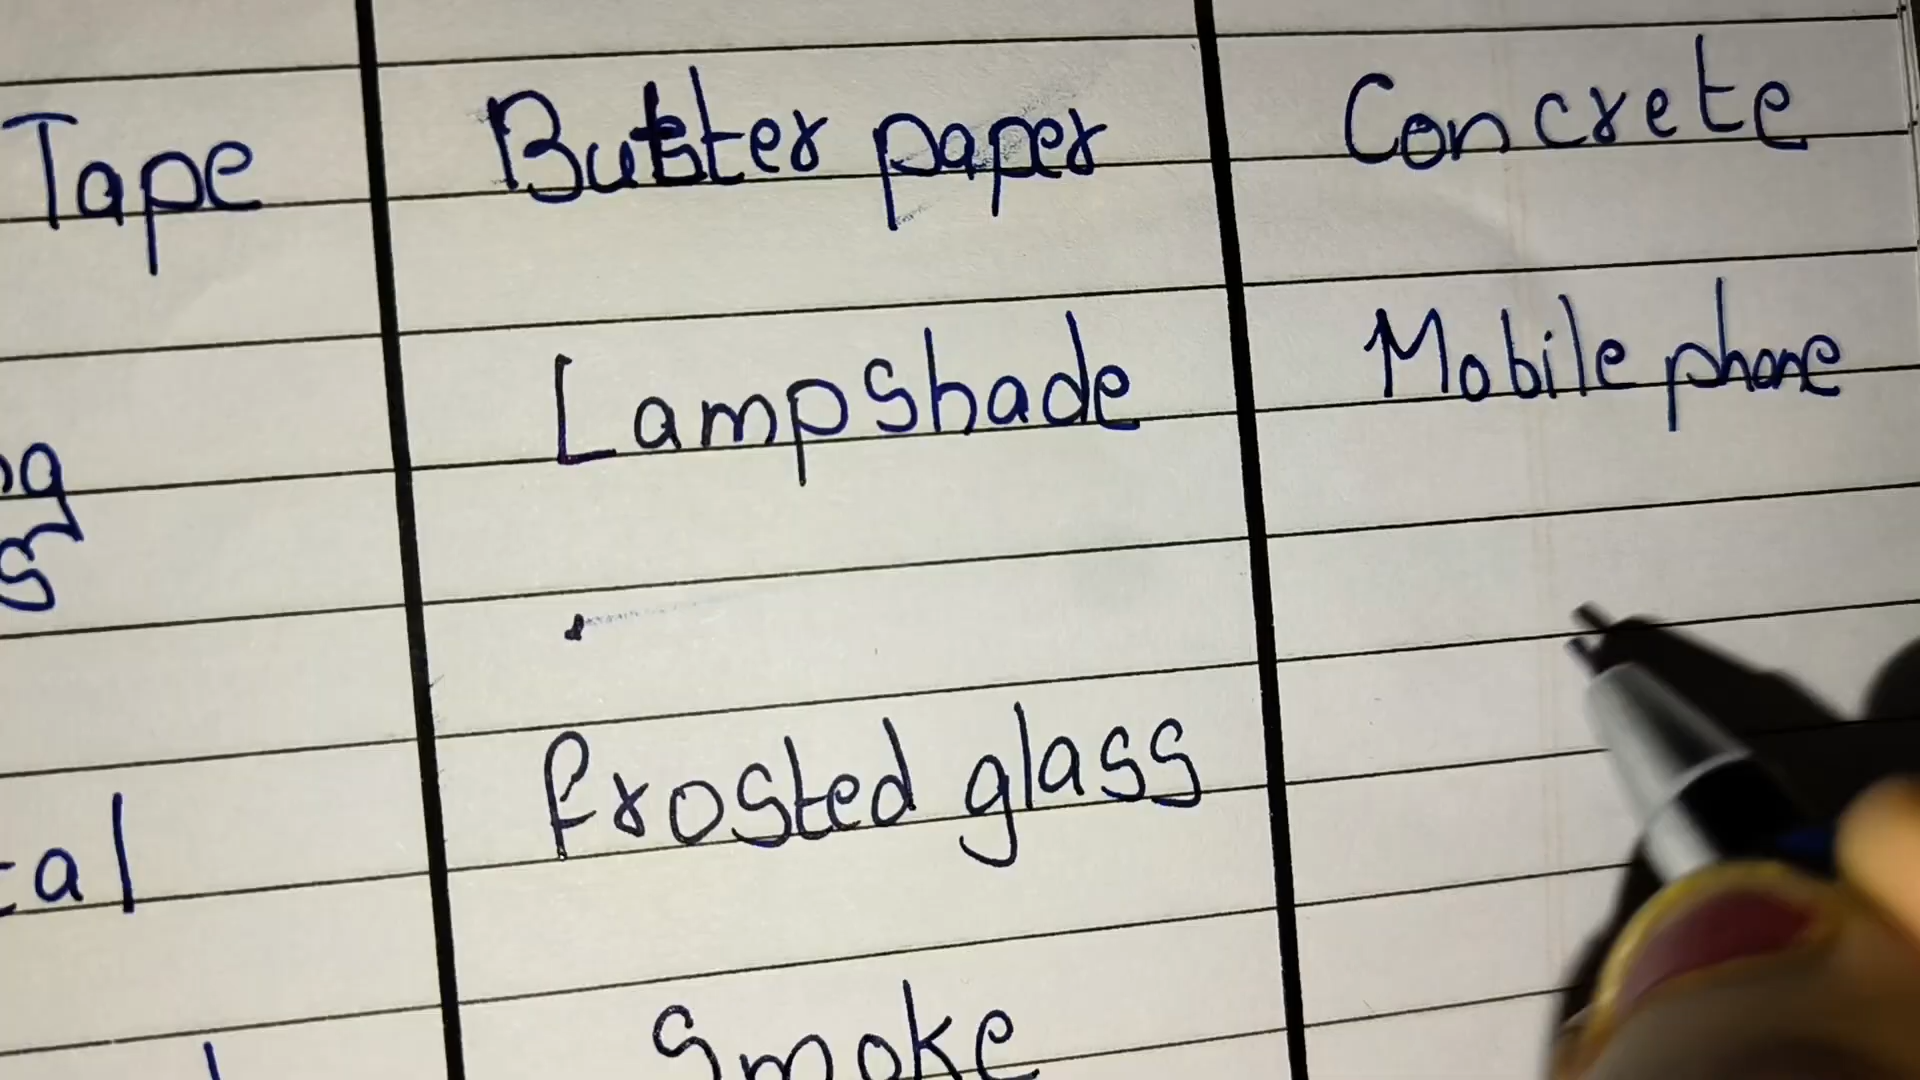 Tape Butter paper Concrete
Lampshade Mobile phone
frosted glass
Smoke